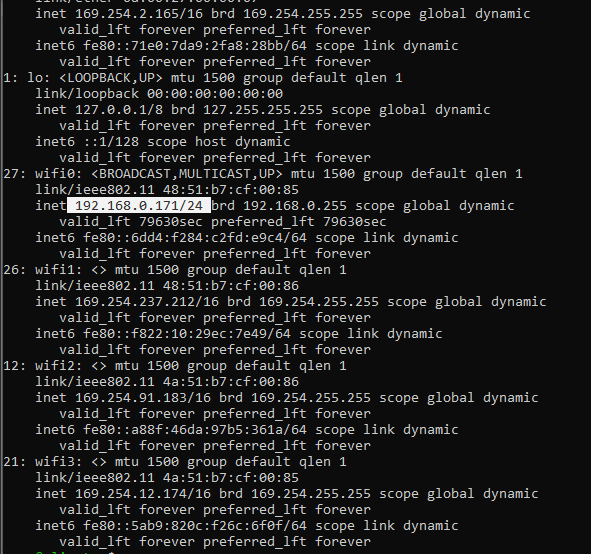 inet 169.254.2.165/16 brd 169.254.255.255 scope global dynamic
valid_lft forever preferred_lft forever
inet6 fe80::71e0:7da9:2fa8:28bb/64 scope link dynamic
valid_lft forever preferred_lft forever
1: lo: <LOOPBACK,UP> mtu 1500 group default qlen 1
link/loopback 00:00:00:00:00:00
inet 127.0.0.1/8 brd 127.255.255.255 scope global dynamic
valid_lft forever preferred_lft forever
inet6 ::1/128 scope host dynamic
valid_lft forever preferred_lft forever
27: wifi0: <BROADCAST,MULTICAST,UP> mtu 1500 group default qlen 1
link/ieee802.11 48:51:b7:cf:00:85
inet 192.168.0.171/24 brd 192.168.0.255 scope global dynamic
valid_lft 79630sec preferred_lft 79630sec
inet6 fe80::6dd4:f284:c2fd:e9c4/64 scope link dynamic
valid_lft forever preferred_lft forever
26: wifi1: <> mtu 1500 group default qlen 1
link/ieee802.11 48:51:b7:cf:00:86
inet 169.254.237.212/16 brd 169.254.255.255 scope global dynamic
valid_lft forever preferred_lft forever
inet6 fe80::f822:10:29ec:7e49/64 scope link dynamic
valid_lft forever preferred_lft forever
12: wifi2: <> mtu 1500 group default qlen 1
link/ieee802.11 4a:51:b7:cf:00:86
inet 169.254.91.183/16 brd 169.254.255.255 scope global dynamic
valid_lft forever preferred_lft forever
inet6 fe80::a88f:46da:97b5:361a/64 scope link dynamic
valid_lft forever preferred_lft forever
21: wifi3: <> mtu 1500 group default qlen 1
link/ieee802.11 4a:51:b7:cf:00:85
inet 169.254.12.174/16 brd 169.254.255.255 scope global dynamic
valid_lft forever preferred_lft forever
inet6 fe80::5ab9:820c:f26c:6f0f/64 scope link dynamic
valid_lft forever preferred_lft forever